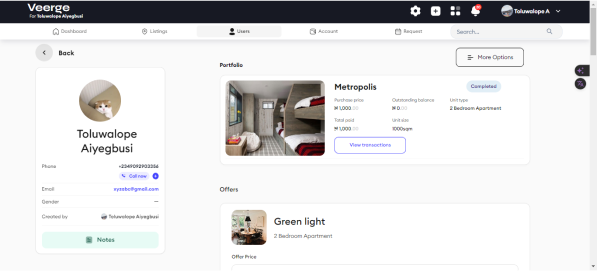 Veerge
For Toluwalope Aiyegbusi
Toluwalope A
Dashboard
Listings
Users
Account
Request
Search...
Back
Toluwalope
Aiyegbusi
Phone
+2349092903356
Call now
Email
xyzabc@gmail.com
Gender
—
Created by
Toluwalope Aiyegbusi
Notes
Portfolio
More Options
Metropolis
Completed
Purchase price
₦1,000.00
Outstanding balance
₦0.00
Unit type
2 Bedroom Apartment
Total paid
₦1,000.00
Unit size
1000sqm
View transactions
Offers
Green light
2 Bedroom Apartment
Offer Price